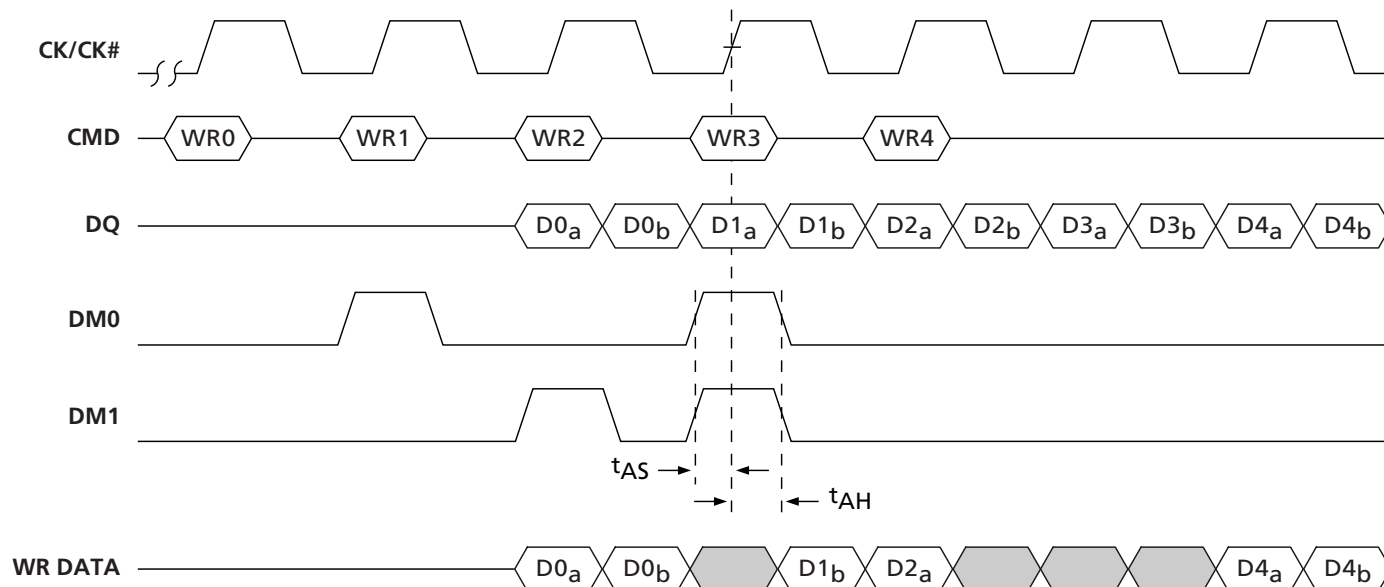 CK/CK#
CMD WR0 WR1 WR2 WR3 WR4
DQ D0a D0b D1a D1b D2a D2b D3a D3b D4a D4b
DM0
DM1
tAS
tAH
WR DATA D0a D0b D1b D2a D4a D4b